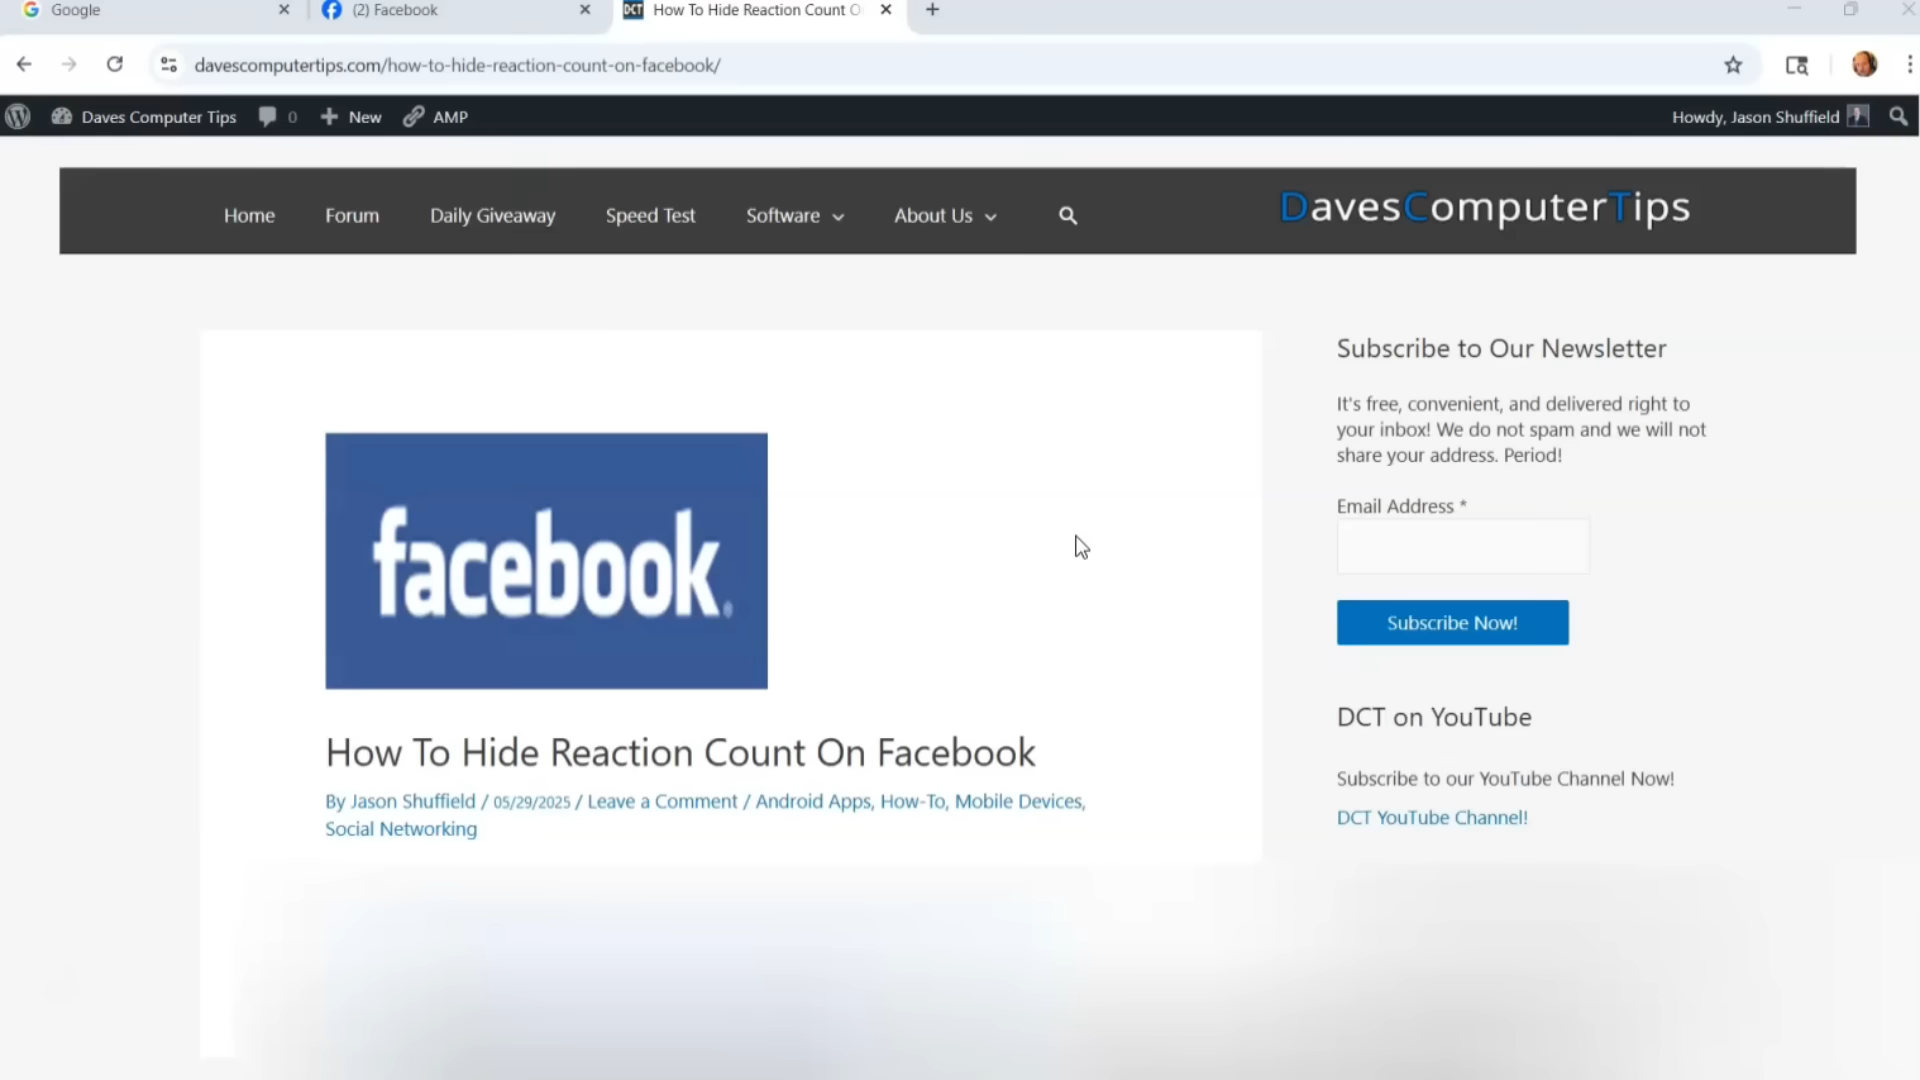 Google
(2) Facebook
DCT How To Hide Reaction Count O
davescomputertips.com/how-to-hide-reaction-count-on-facebook/
Daves Computer Tips 0 New AMP
Howdy, Jason Shuffield
Home Forum Daily Giveaway Speed Test Software About Us
DavesComputerTips
facebook.
How To Hide Reaction Count On Facebook
By Jason Shuffield / 05/29/2025 / Leave a Comment / Android Apps, How-To, Mobile Devices,
Social Networking
Subscribe to Our Newsletter
It's free, convenient, and delivered right to
your inbox! We do not spam and we will not
share your address. Period!
Email Address *
Subscribe Now!
DCT on YouTube
Subscribe to our YouTube Channel Now!
DCT YouTube Channel!